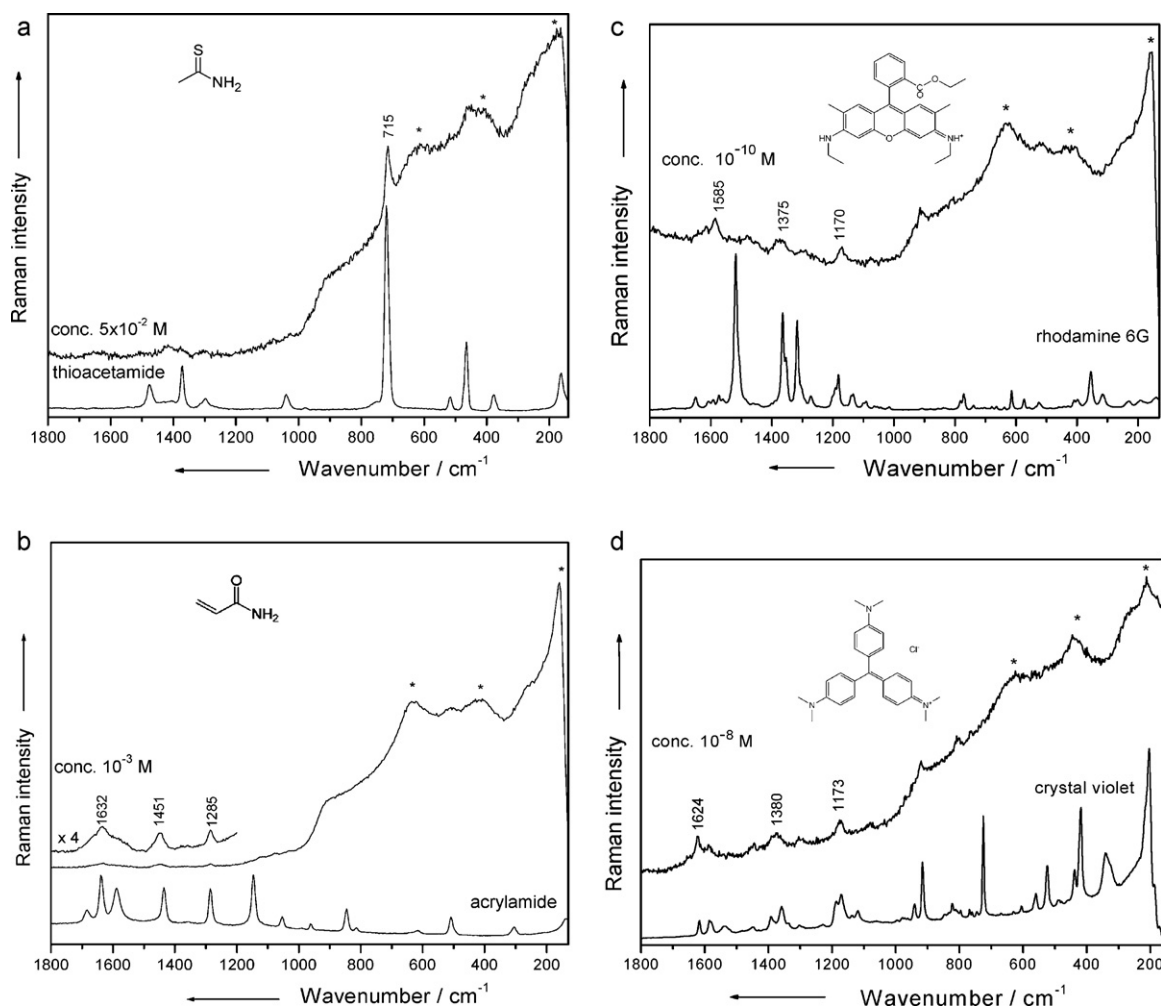 a
S
NH₂
*
*
*
715
Raman intensity
conc. 5x10⁻² M
thioacetamide
1800 1600 1400 1200 1000 800 600 400 200
Wavenumber / cm⁻¹
b
O
NH₂
*
*
*
Raman intensity
conc. 10⁻³ M
1632
1451
1285
x 4
acrylamide
1800 1600 1400 1200 1000 800 600 400 200
Wavenumber / cm⁻¹
c
C
O
O
HN
O
NH⁺
*
*
*
Raman intensity
conc. 10⁻¹⁰ M
1585
1375
1170
rhodamine 6G
1800 1600 1400 1200 1000 800 600 400 200
Wavenumber / cm⁻¹
d
N
Cl⁻
N
N⁺
*
*
*
Raman intensity
conc. 10⁻⁸ M
1624
1380
1173
crystal violet
1800 1600 1400 1200 1000 800 600 400 200
Wavenumber / cm⁻¹